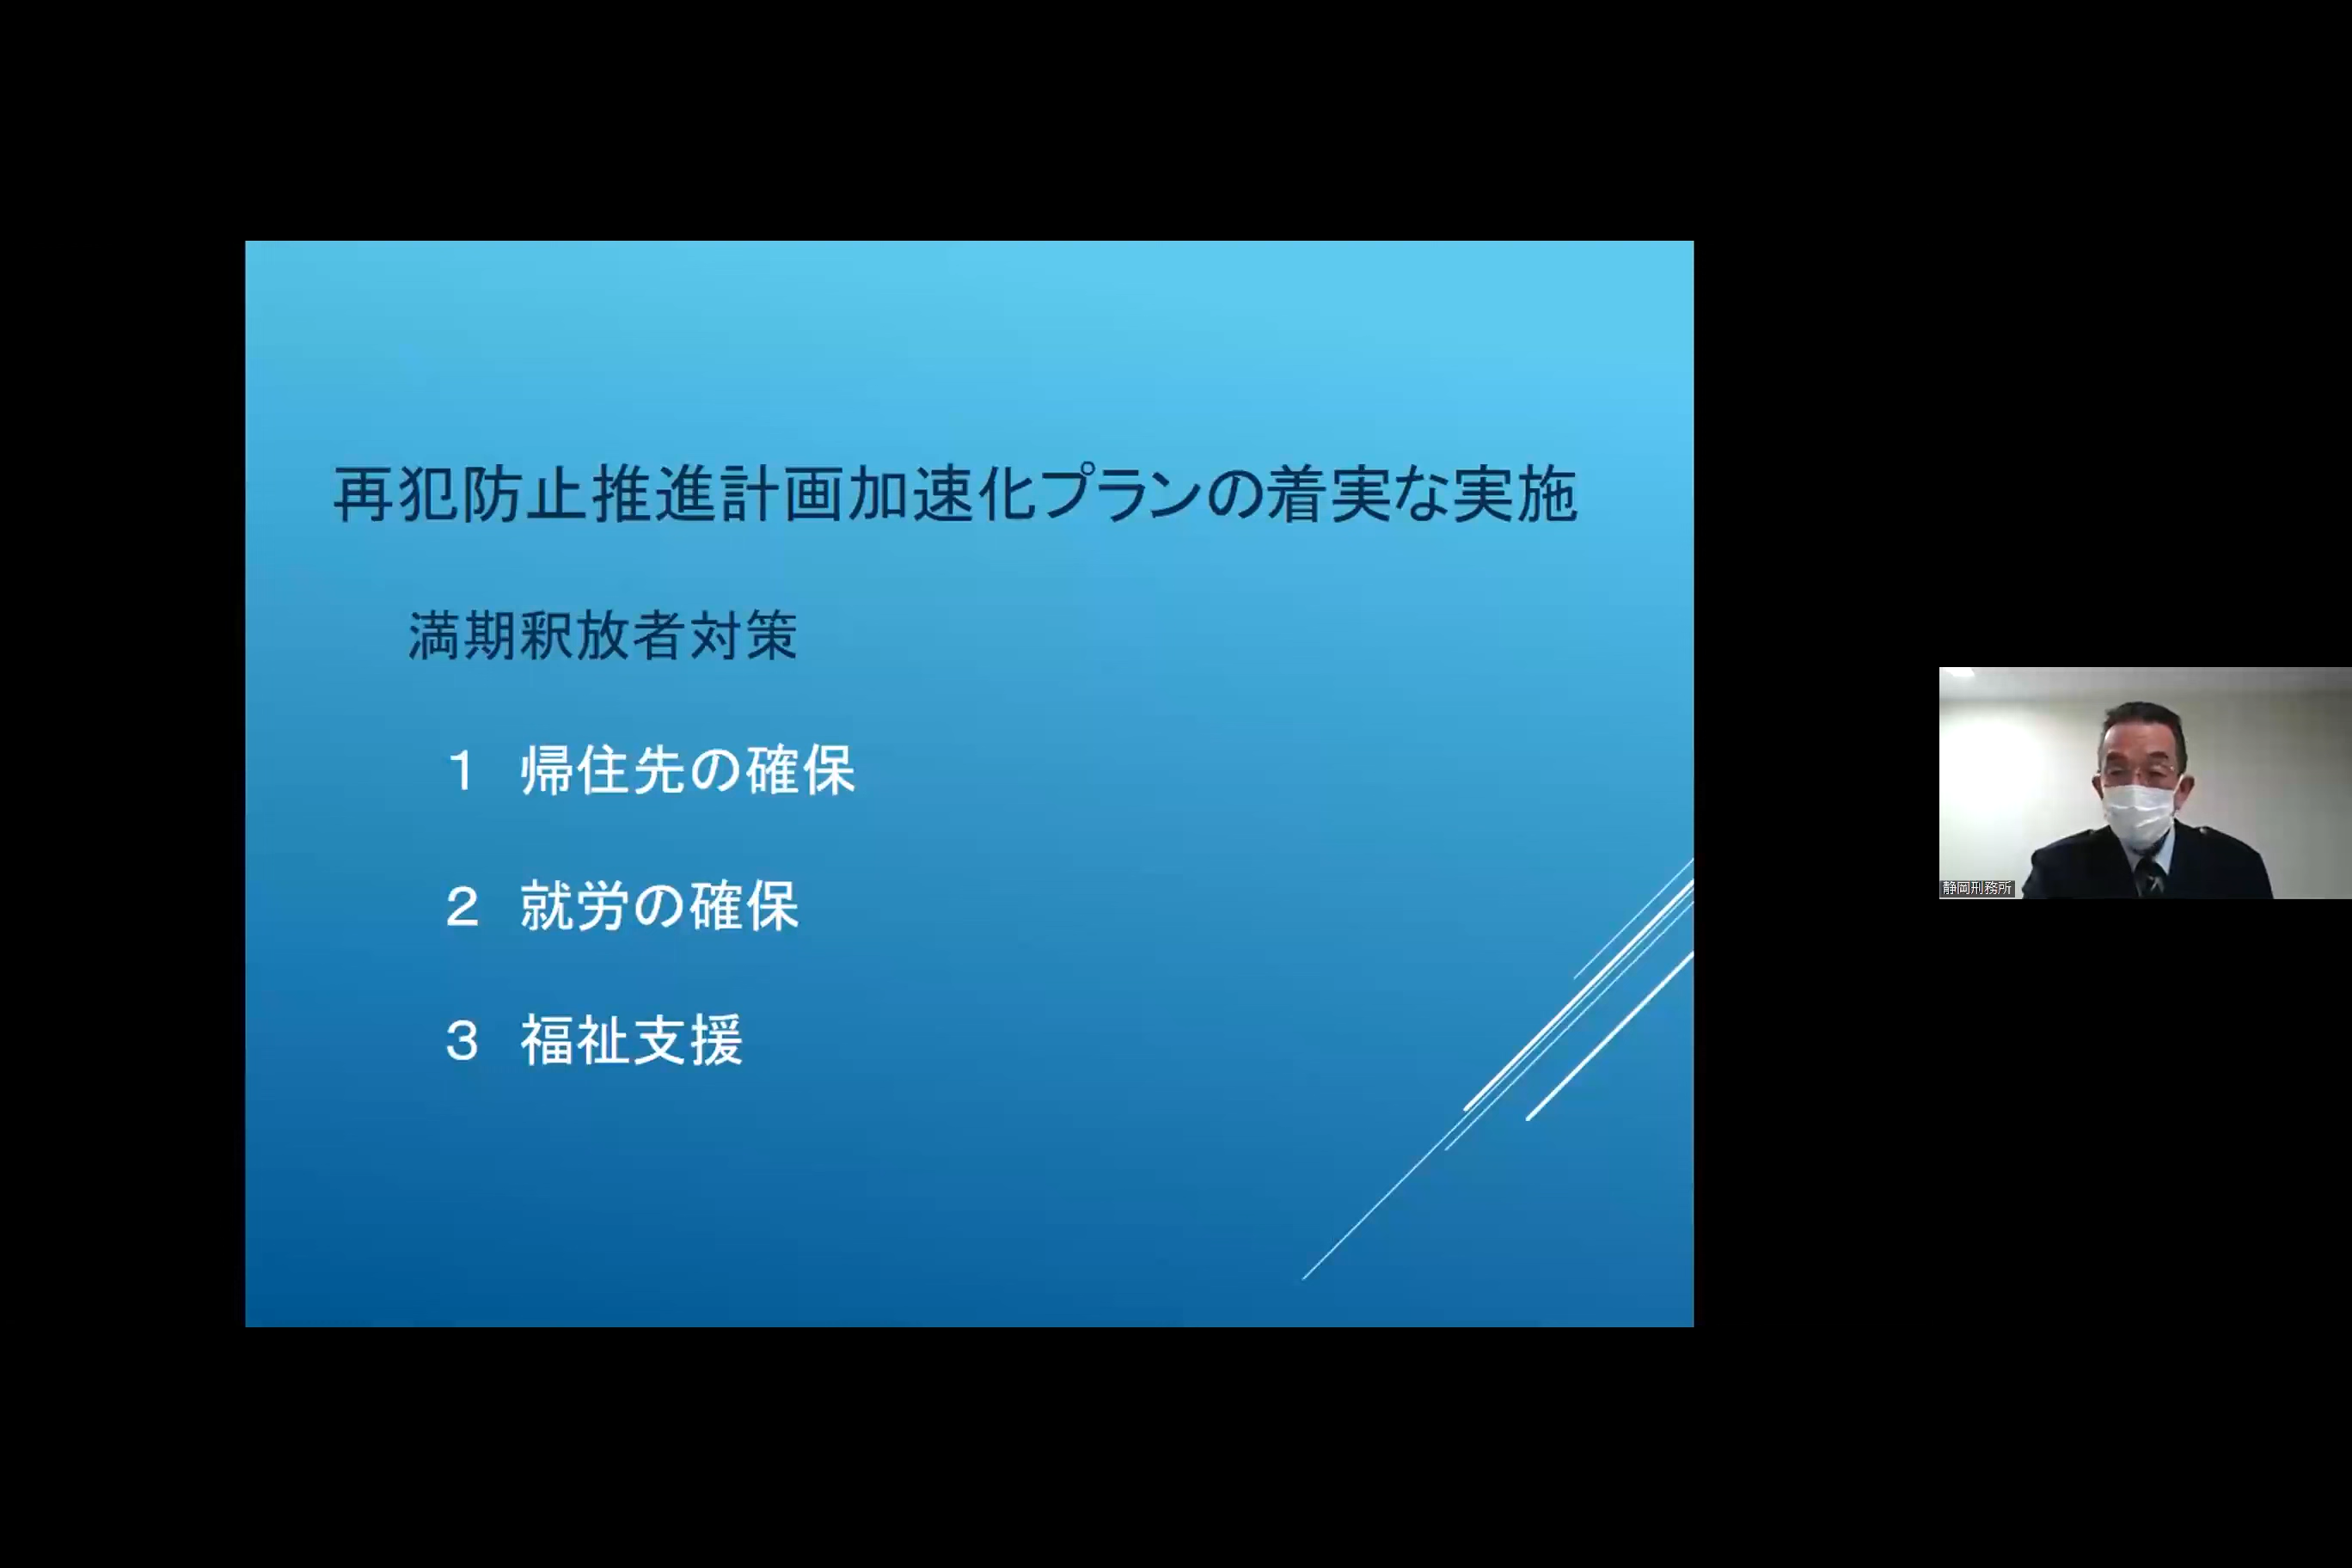 再犯防止推進計画加速化プランの着実な実施
満期釈放者対策
1 帰住先の確保
2 就労の確保
3 福祉支援
静岡刑務所